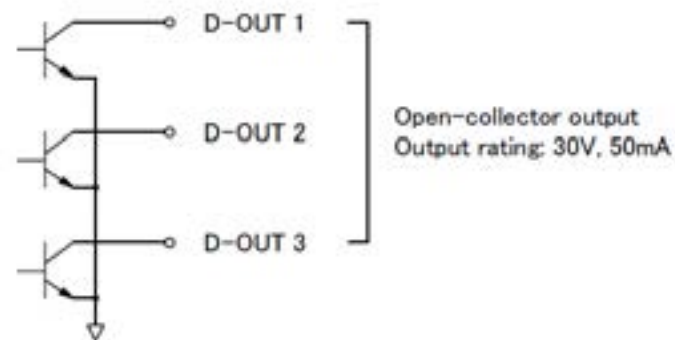 D-OUT 1
D-OUT 2
D-OUT 3
Open-collector output
Output rating: 30V, 50mA